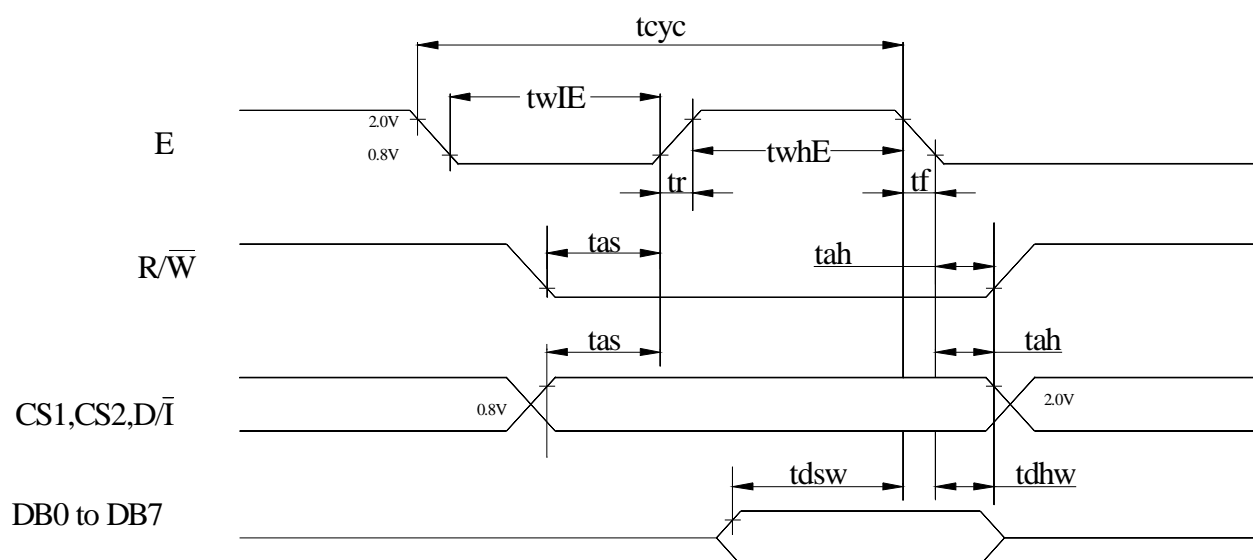 tcyc
twIE
2.0V
E
0.8V
twhE
tr
tf
tas
R/W̅
tah
tas
tah
CS1,CS2,D/I̅
0.8V
2.0V
tdsw
tdhw
DB0 to DB7